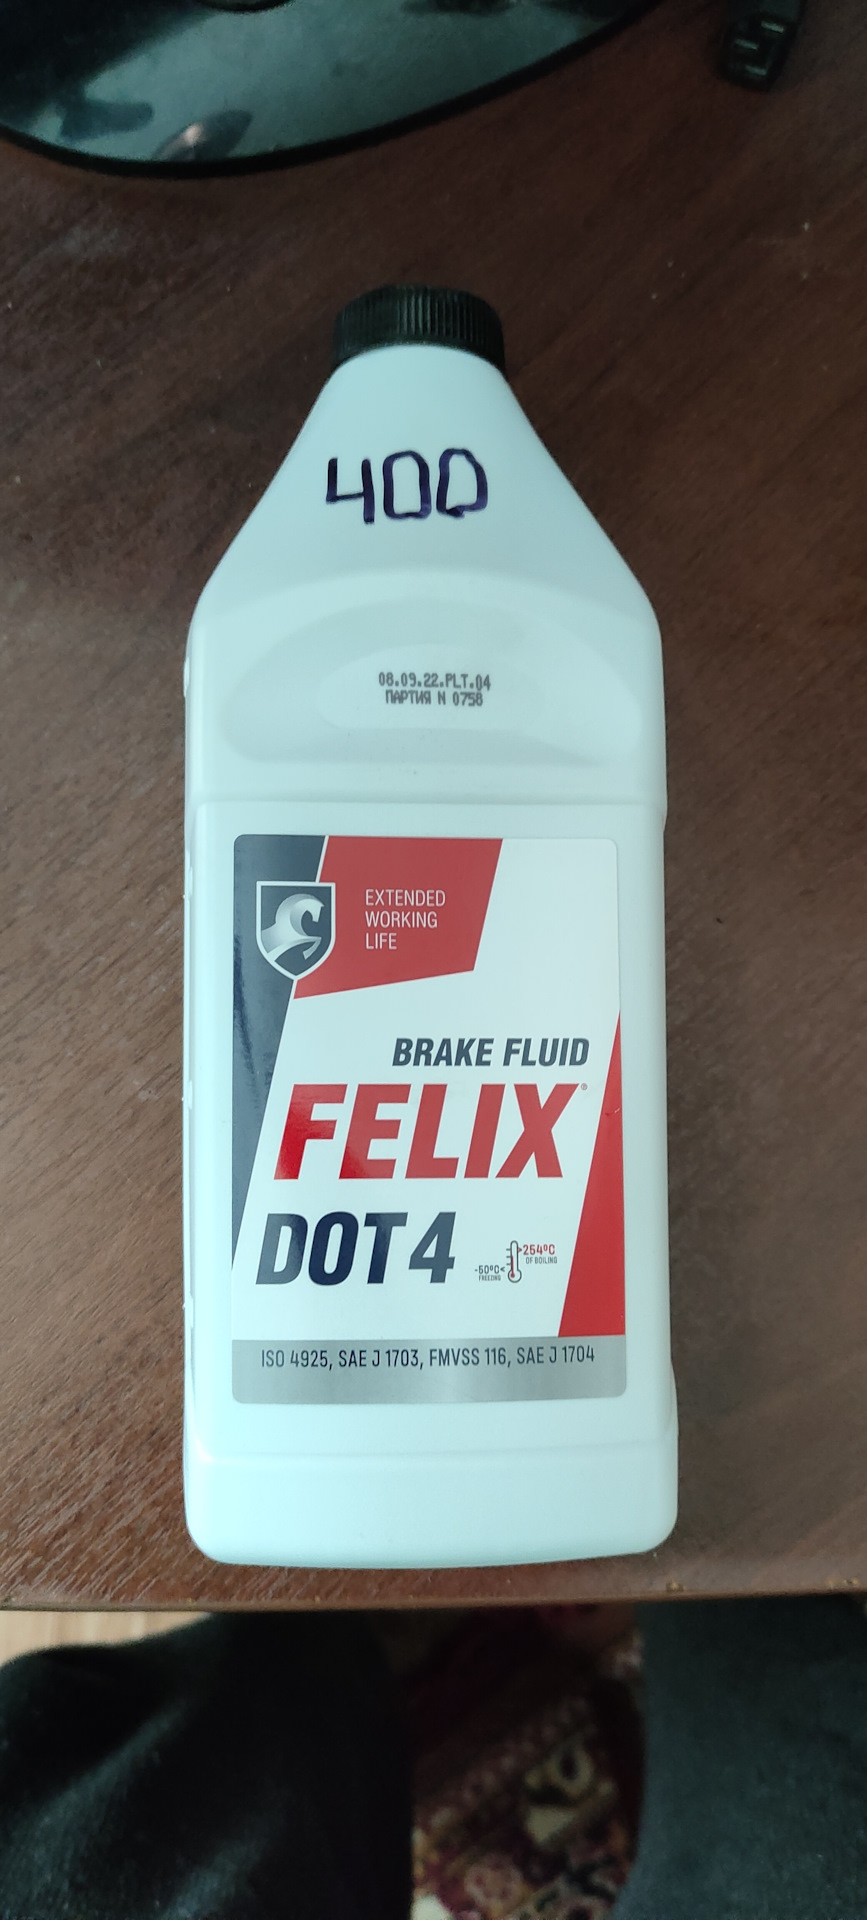 400
08.09.22.PLT.04
ПАРТИЯ N 0758
EXTENDED
WORKING
LIFE
BRAKE FLUID
FELIX®
DOT 4
254°C
OF BOILING
-50°C
FREEZING
ISO 4925, SAE J 1703, FMVSS 116, SAE J 1704